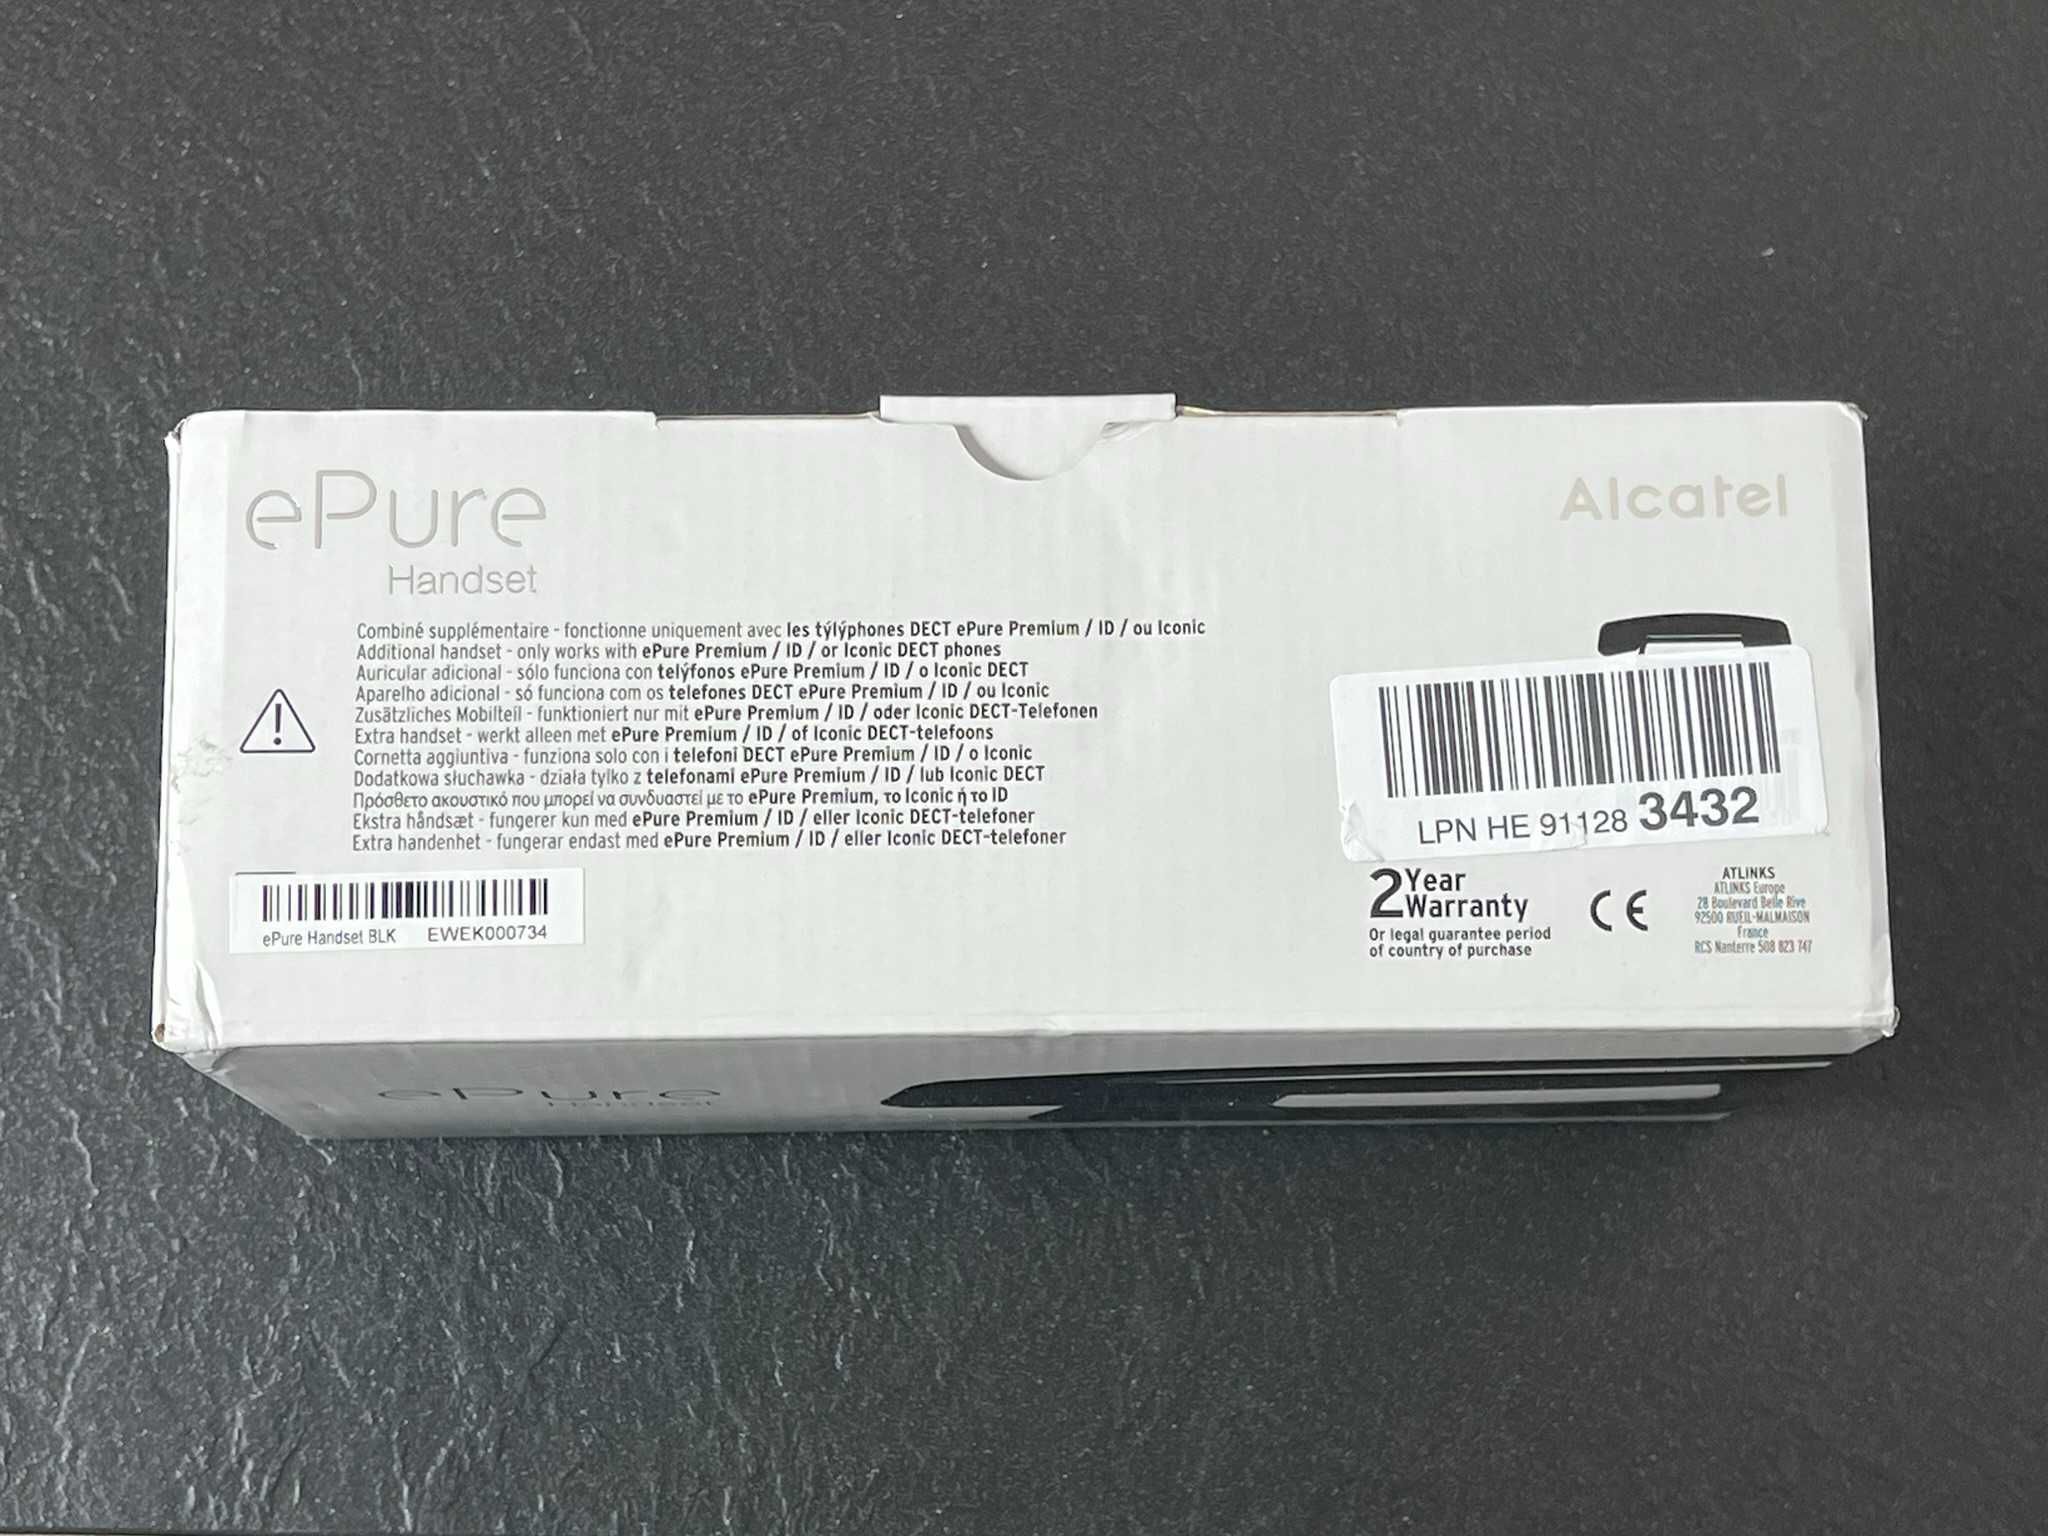 ePure
Handset
Alcatel
Combiné supplémentaire - fonctionne uniquement avec les týlýphones DECT ePure Premium / ID / ou Iconic
Additional handset - only works with ePure Premium / ID / or Iconic DECT phones
Auricular adicional - sólo funciona con telýfonos ePure Premium / ID / o Iconic DECT
Aparelho adicional - só funciona com os telefones DECT ePure Premium / ID / ou Iconic
Zusätzliches Mobilteil - funktioniert nur mit ePure Premium / ID / oder Iconic DECT-Telefonen
Extra handset - werkt alleen met ePure Premium / ID / of Iconic DECT-telefoons
Cornetta aggiuntiva - funziona solo con i telefoni DECT ePure Premium / ID / o Iconic
Dodatkowa słuchawka - działa tylko z telefonami ePure Premium / ID / lub Iconic DECT
Πρόσθετο ακουστικό που μπορεί να συνδυαστεί με το ePure Premium, το Iconic ή το ID
Ekstra håndsæt - fungerer kun med ePure Premium / ID / eller Iconic DECT-telefoner
Extra handenhet - fungerar endast med ePure Premium / ID / eller Iconic DECT-telefoner
LPN HE 91128 3432
ePure Handset BLK EWEK000734
2 Year
Warranty
Or legal guarantee period
of country of purchase
CE
ATLINKS
ATLINKS Europe
28 Boulevard Belle Rive
92500 RUEIL-MALMAISON
France
RCS Nanterre 508 823 747
ePure
Handset